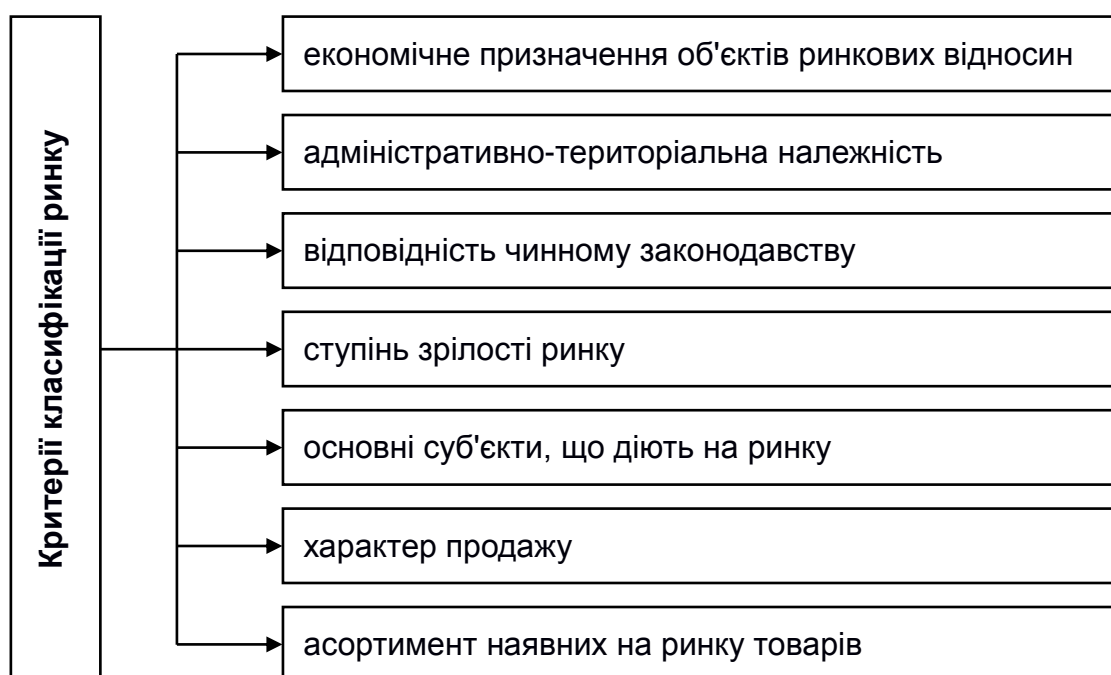 Критерії класифікації ринку
економічне призначення об'єктів ринкових відносин
адміністративно-територіальна належність
відповідність чинному законодавству
ступінь зрілості ринку
основні суб'єкти, що діють на ринку
характер продажу
асортимент наявних на ринку товарів